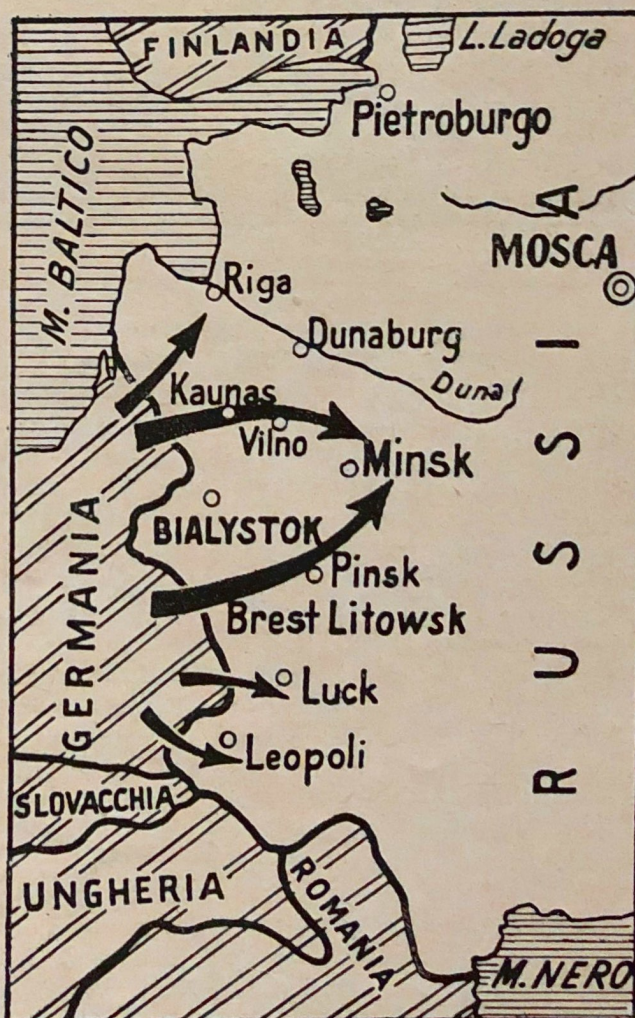 FINLANDIA
L.Ladoga
Pietroburgo
M. BALTICO
MOSCA
Riga
Dunaburg
Duna
Kaunas
Vilno
Minsk
BIALYSTOK
Pinsk
Brest Litowsk
GERMANIA
RUSSIA
Luck
Leopoli
SLOVACCHIA
UNGHERIA
ROMANIA
M.NERO